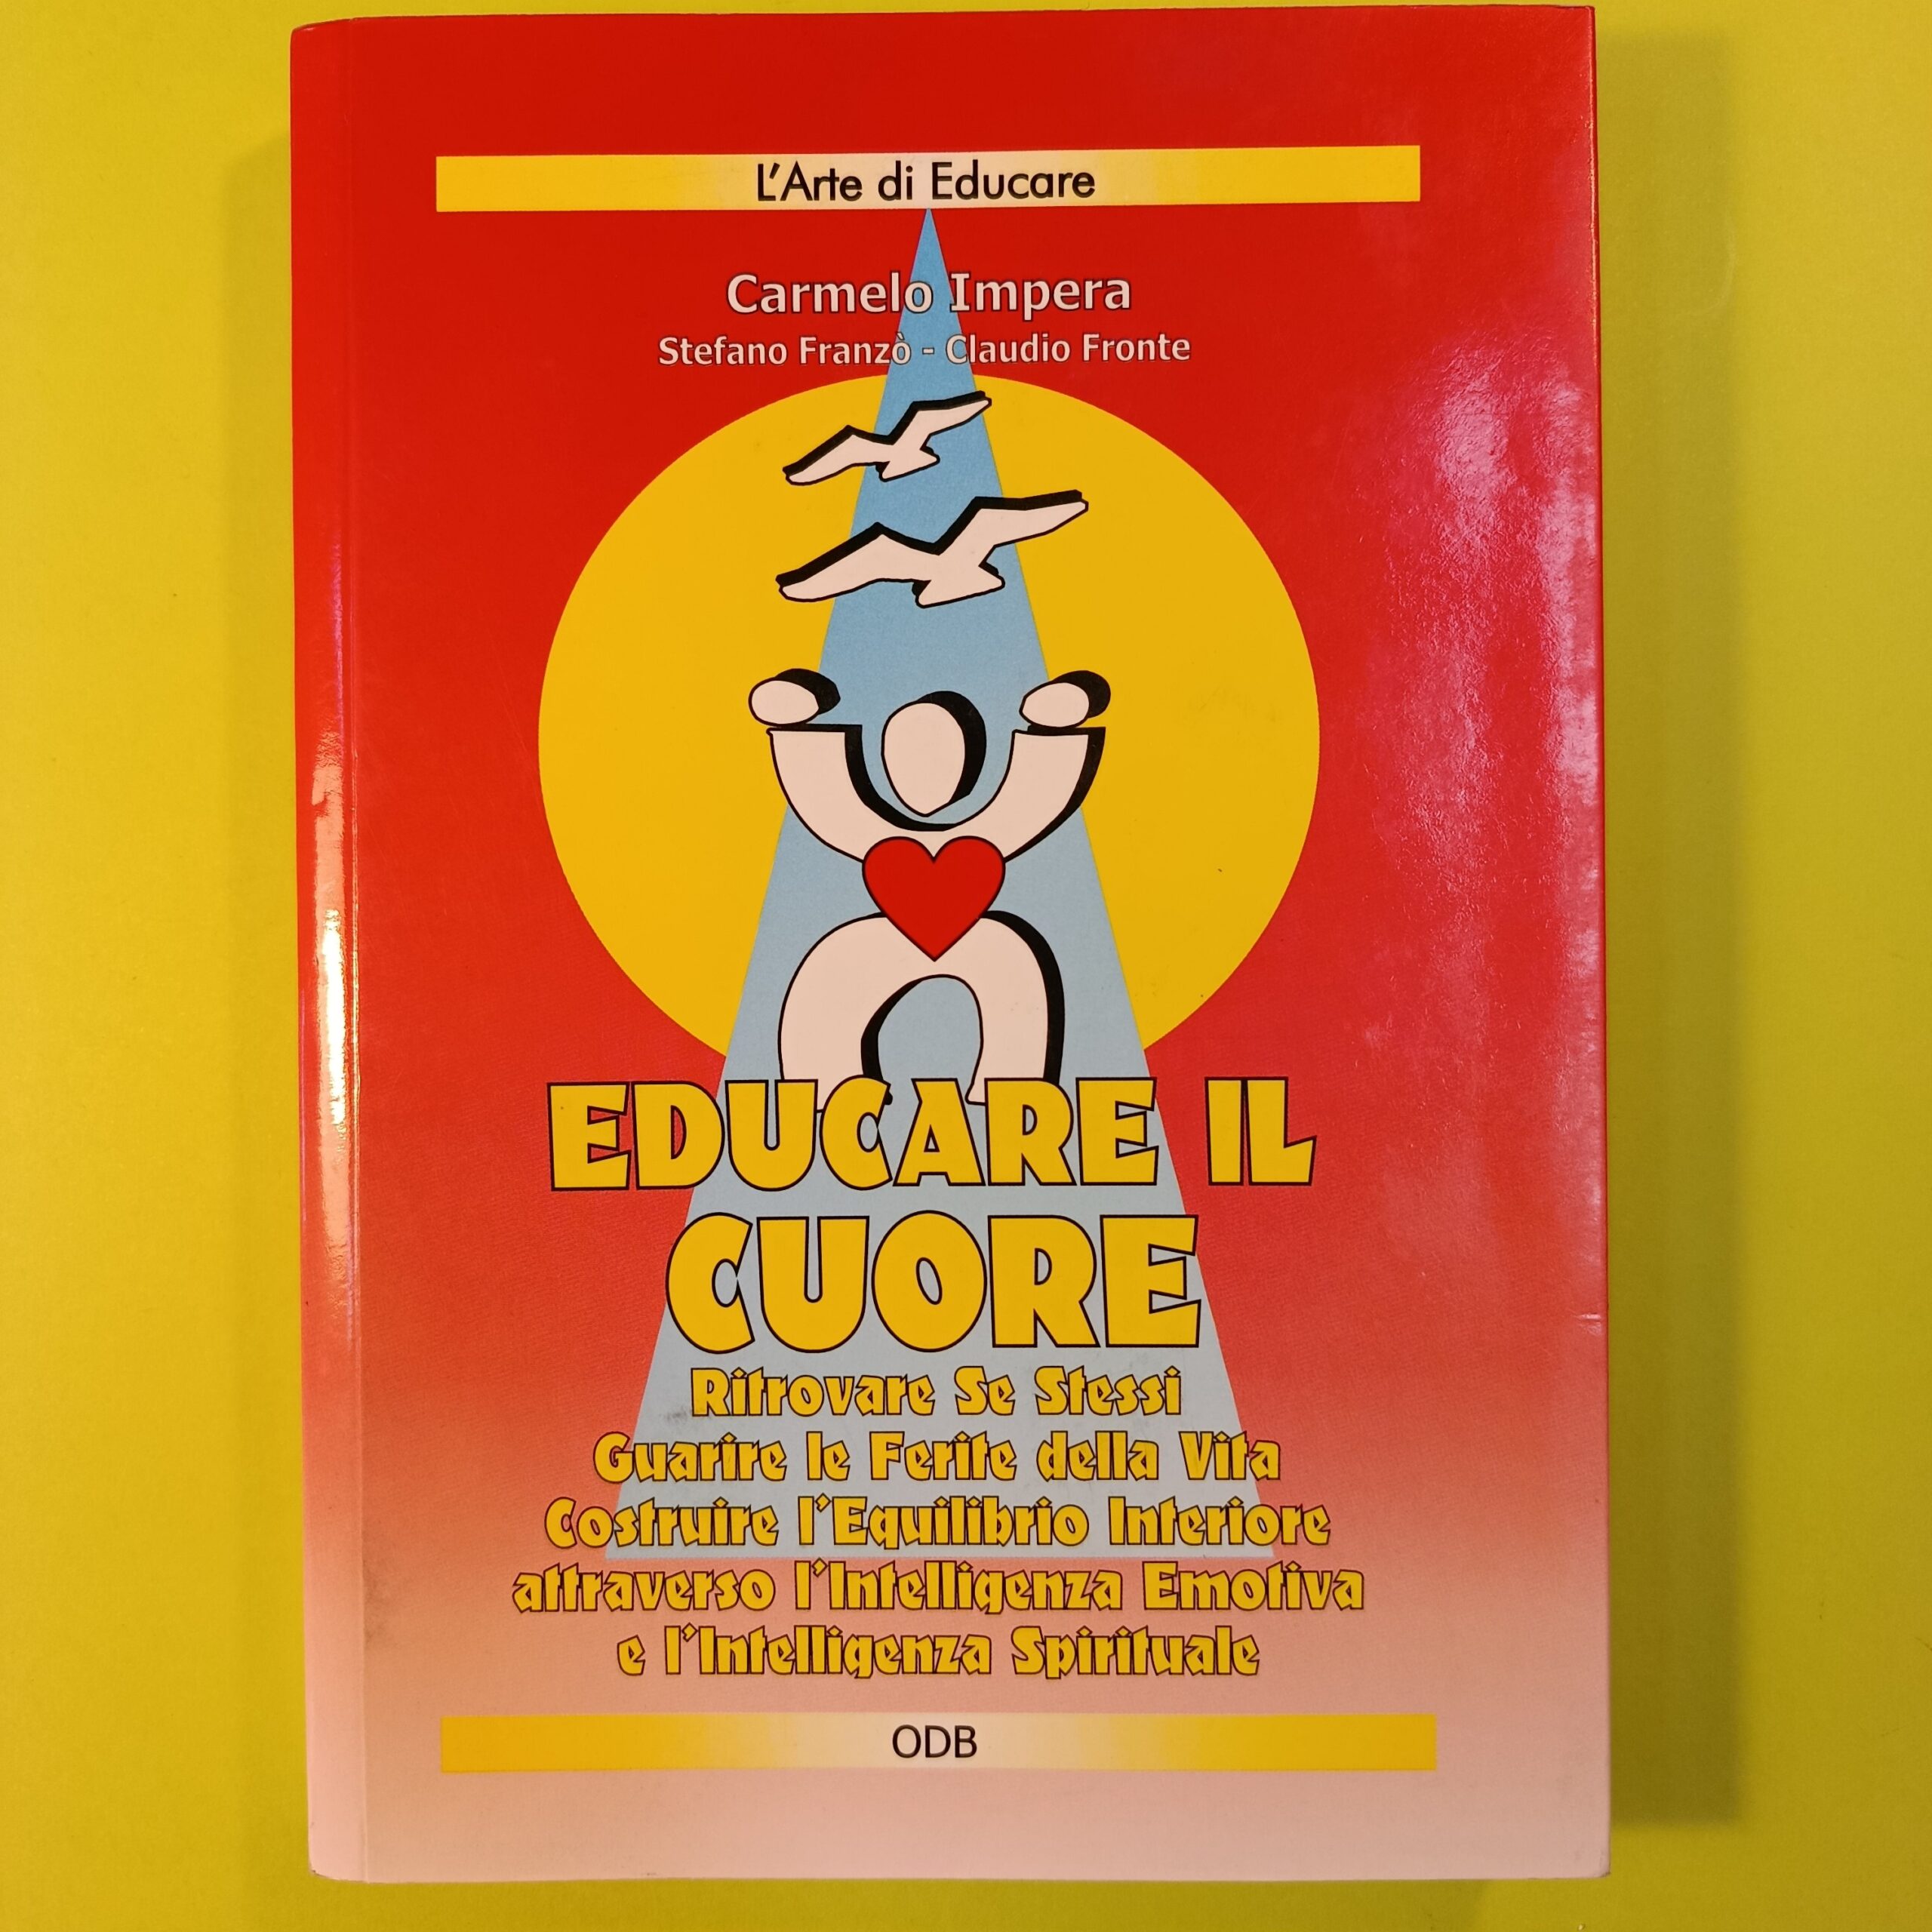 L'Arte di Educare
Carmelo Impera
Stefano Franzò - Claudio Fronte
EDUCARE IL
CUORE
Ritrovare Se Stessi
Guarire le Ferite della Vita
Costruire l'Equilibrio Interiore
attraverso l'Intelligenza Emotiva
e l'Intelligenza Spirituale
ODB